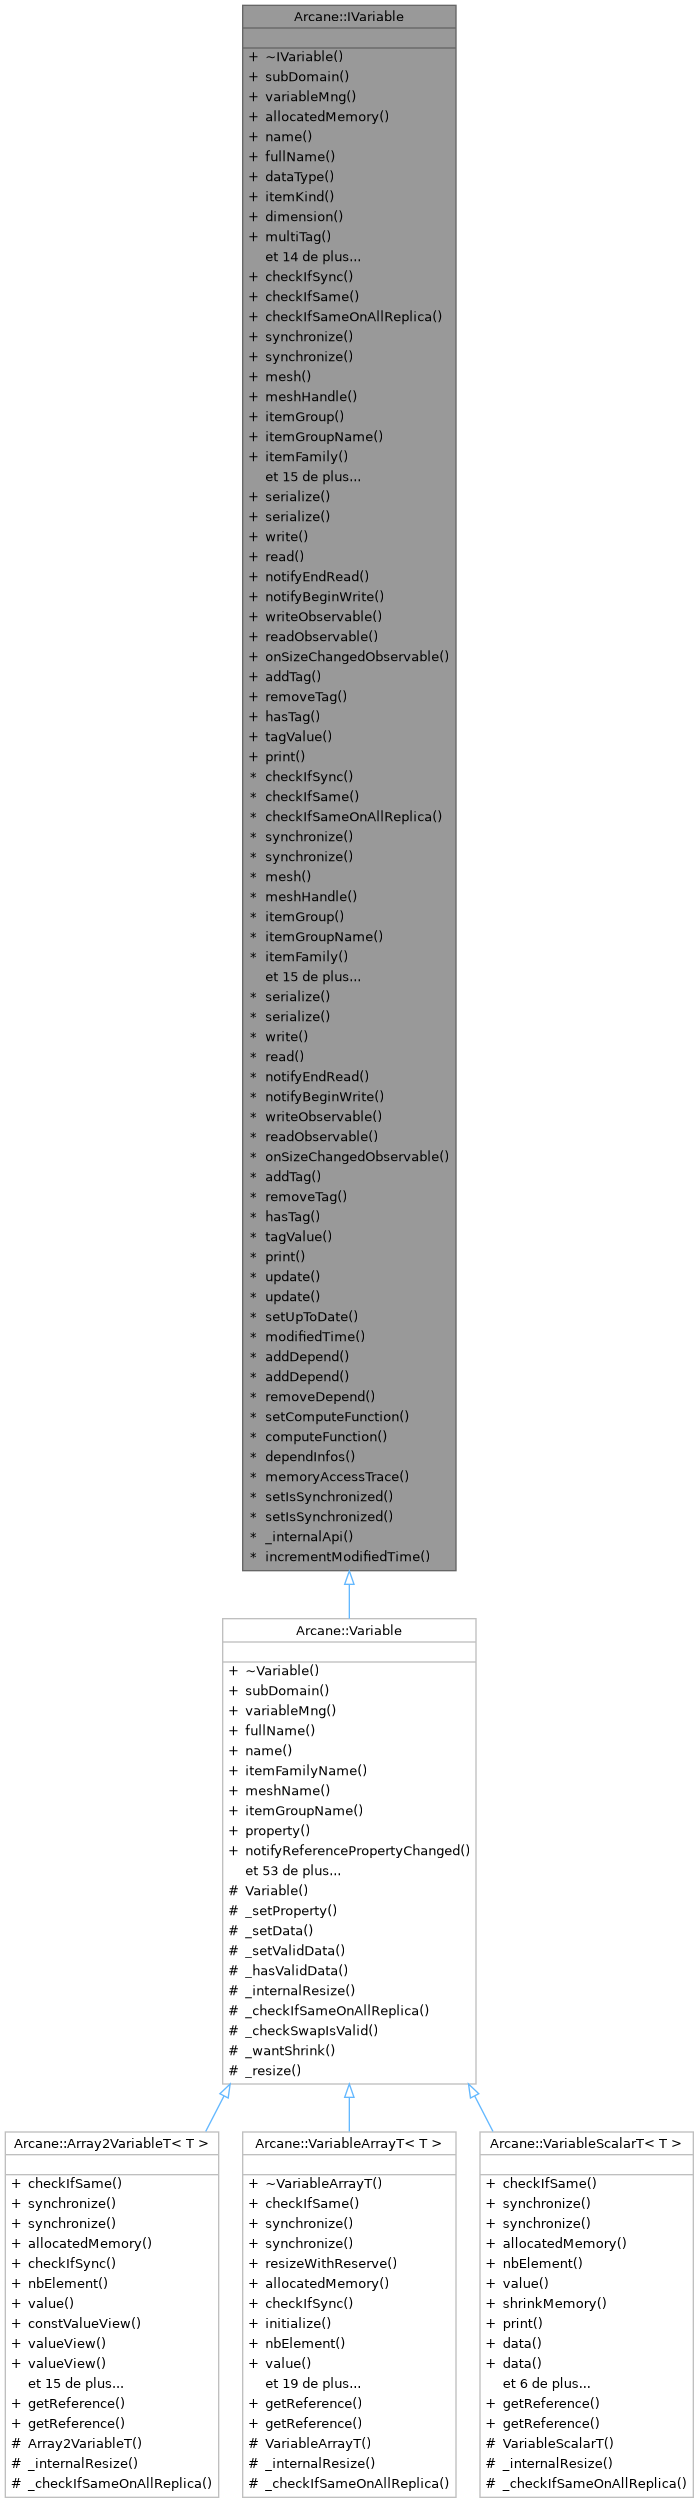 Arcane::IVariable
+ ~IVariable()
+ subDomain()
+ variableMng()
+ allocatedMemory()
+ name()
+ fullName()
+ dataType()
+ itemKind()
+ dimension()
+ multiTag()
et 14 de plus...
+ checkIfSync()
+ checkIfSame()
+ checkIfSameOnAllReplica()
+ synchronize()
+ synchronize()
+ mesh()
+ meshHandle()
+ itemGroup()
+ itemGroupName()
+ itemFamily()
et 15 de plus...
+ serialize()
+ serialize()
+ write()
+ read()
+ notifyEndRead()
+ notifyBeginWrite()
+ writeObservable()
+ readObservable()
+ onSizeChangedObservable()
+ addTag()
+ removeTag()
+ hasTag()
+ tagValue()
+ print()
* checkIfSync()
* checkIfSame()
* checkIfSameOnAllReplica()
* synchronize()
* synchronize()
* mesh()
* meshHandle()
* itemGroup()
* itemGroupName()
* itemFamily()
et 15 de plus...
* serialize()
* serialize()
* write()
* read()
* notifyEndRead()
* notifyBeginWrite()
* writeObservable()
* readObservable()
* onSizeChangedObservable()
* addTag()
* removeTag()
* hasTag()
* tagValue()
* print()
* update()
* update()
* setUpToDate()
* modifiedTime()
* addDepend()
* addDepend()
* removeDepend()
* setComputeFunction()
* computeFunction()
* dependInfos()
* memoryAccessTrace()
* setIsSynchronized()
* setIsSynchronized()
* _internalApi()
* incrementModifiedTime()
Arcane::Variable
+ ~Variable()
+ subDomain()
+ variableMng()
+ fullName()
+ name()
+ itemFamilyName()
+ meshName()
+ itemGroupName()
+ property()
+ notifyReferencePropertyChanged()
et 53 de plus...
# Variable()
# _setProperty()
# _setData()
# _setValidData()
# _hasValidData()
# _internalResize()
# _checkIfSameOnAllReplica()
# _checkSwapIsValid()
# _wantShrink()
# _resize()
Arcane::Array2VariableT< T >
+ checkIfSame()
+ synchronize()
+ synchronize()
+ allocatedMemory()
+ checkIfSync()
+ nbElement()
+ value()
+ constValueView()
+ valueView()
+ valueView()
et 15 de plus...
+ getReference()
+ getReference()
# Array2VariableT()
# _internalResize()
# _checkIfSameOnAllReplica()
Arcane::VariableArrayT< T >
+ ~VariableArrayT()
+ checkIfSame()
+ synchronize()
+ synchronize()
+ resizeWithReserve()
+ allocatedMemory()
+ checkIfSync()
+ initialize()
+ nbElement()
+ value()
et 19 de plus...
+ getReference()
+ getReference()
# VariableArrayT()
# _internalResize()
# _checkIfSameOnAllReplica()
Arcane::VariableScalarT< T >
+ checkIfSame()
+ synchronize()
+ synchronize()
+ allocatedMemory()
+ nbElement()
+ value()
+ shrinkMemory()
+ print()
+ data()
+ data()
et 6 de plus...
+ getReference()
+ getReference()
# VariableScalarT()
# _internalResize()
# _checkIfSameOnAllReplica()